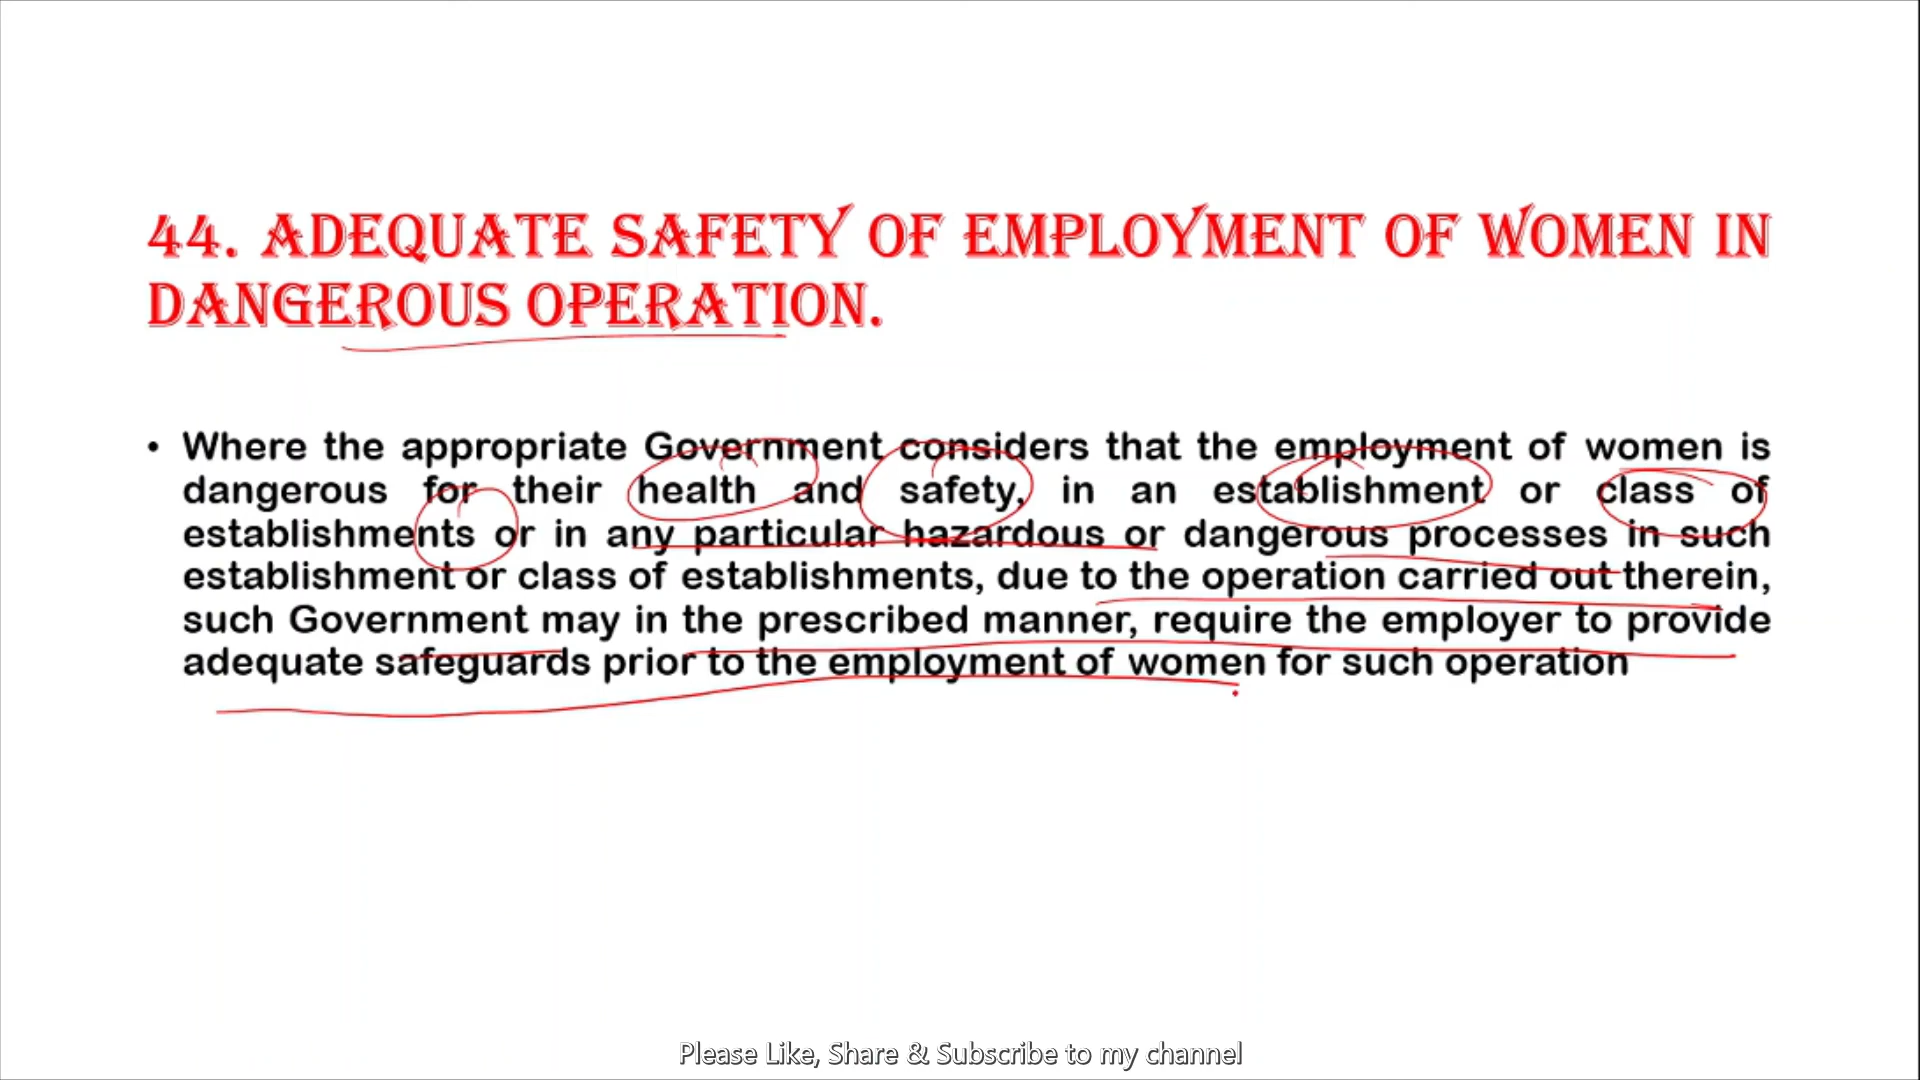 44. ADEQUATE SAFETY OF EMPLOYMENT OF WOMEN IN
DANGEROUS OPERATION.
• Where the appropriate Government considers that the employment of women is
dangerous for their health and safety, in an establishment or class of
establishments or in any particular hazardous or dangerous processes in such
establishment or class of establishments, due to the operation carried out therein,
such Government may in the prescribed manner, require the employer to provide
adequate safeguards prior to the employment of women for such operation
Please Like, Share & Subscribe to my channel